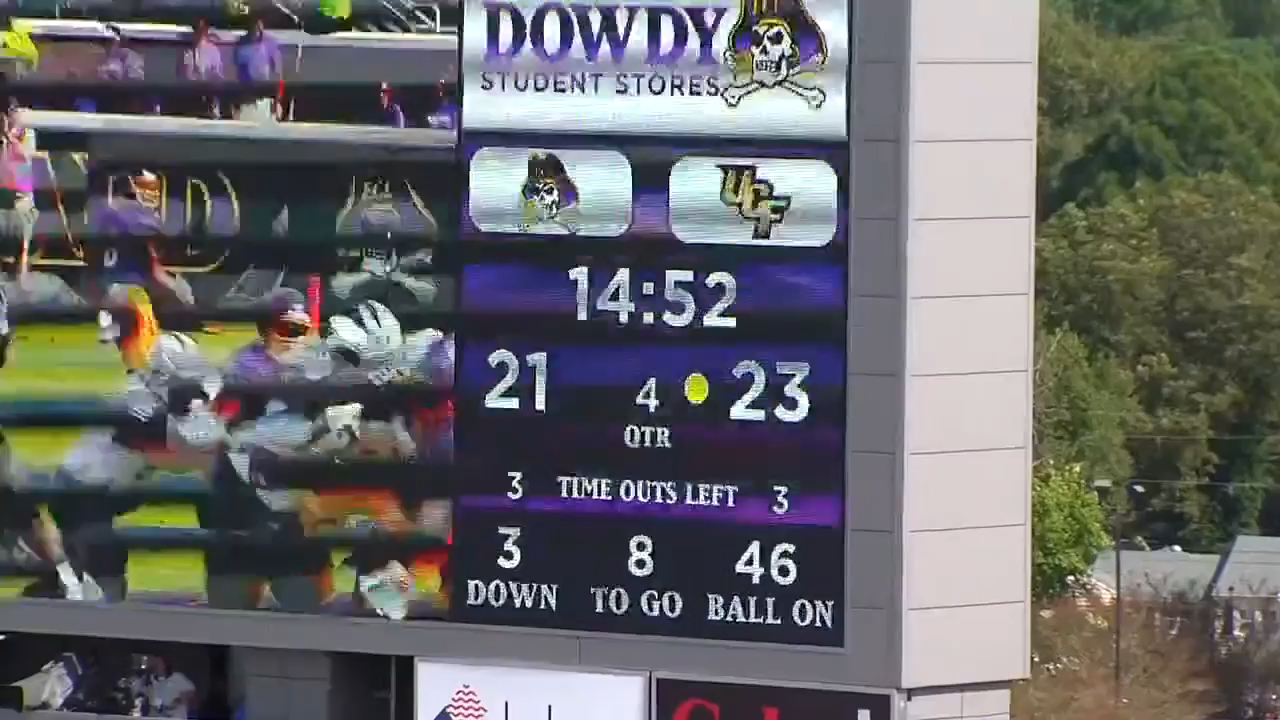 DOWDY
STUDENT STORES
UCF
14:52
21 4 23
QTR
3 TIME OUTS LEFT 3
3 8 46
DOWN TO GO BALL ON